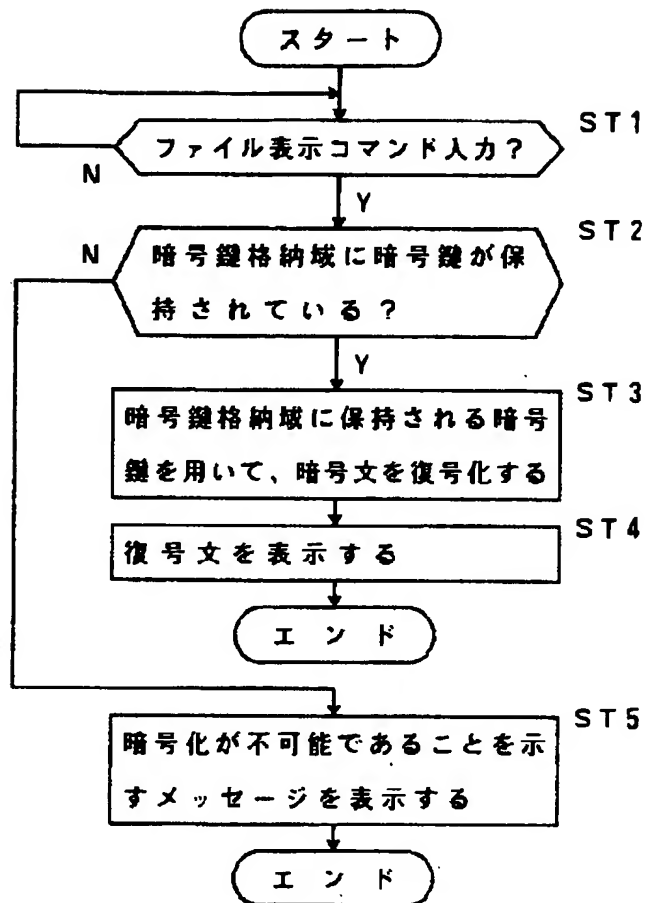 スタート
ST1
ファイル表示コマンド入力?
N
Y
ST2
N
暗号鍵格納域に暗号鍵が保
持されている?
Y
ST3
暗号鍵格納域に保持される暗号
鍵を用いて、暗号文を復号化する
ST4
復号文を表示する
エンド
ST5
暗号化が不可能であることを示
すメッセージを表示する
エンド